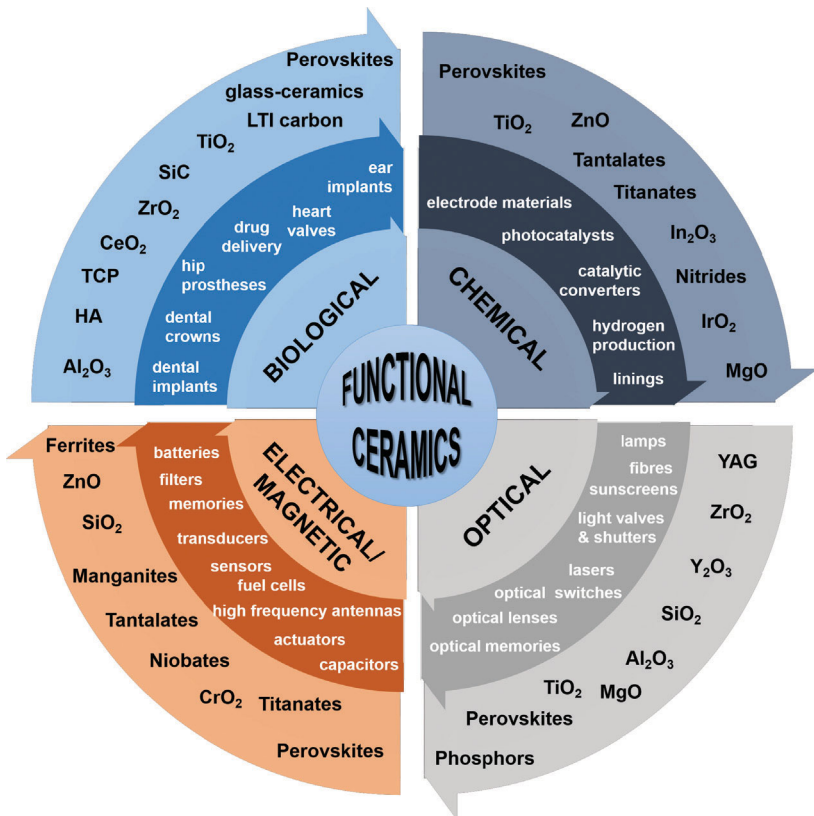 FUNCTIONAL
CERAMICS
BIOLOGICAL
ear
implants
heart
valves
drug
delivery
hip
prostheses
dental
crowns
dental
implants
Perovskites
glass-ceramics
LTI carbon
TiO₂
SiC
ZrO₂
CeO₂
TCP
HA
Al₂O₃
CHEMICAL
electrode materials
photocatalysts
catalytic
converters
hydrogen
production
linings
Perovskites
TiO₂
ZnO
Tantalates
Titanates
In₂O₃
Nitrides
IrO₂
MgO
ELECTRICAL/
MAGNETIC
batteries
filters
memories
transducers
sensors
fuel cells
high frequency antennas
actuators
capacitors
Ferrites
ZnO
SiO₂
Manganites
Tantalates
Niobates
CrO₂
Titanates
Perovskites
OPTICAL
lamps
fibres
sunscreens
light valves
& shutters
lasers
optical switches
optical lenses
optical memories
YAG
ZrO₂
Y₂O₃
SiO₂
Al₂O₃
MgO
TiO₂
Perovskites
Phosphors